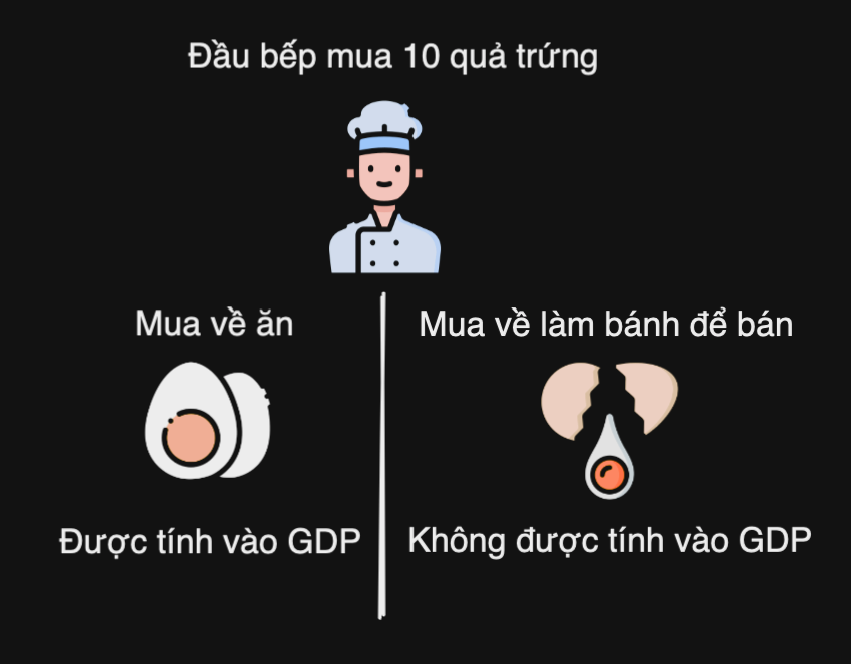 Đầu bếp mua 10 quả trứng
Mua về ăn
Mua về làm bánh để bán
Được tính vào GDP
Không được tính vào GDP